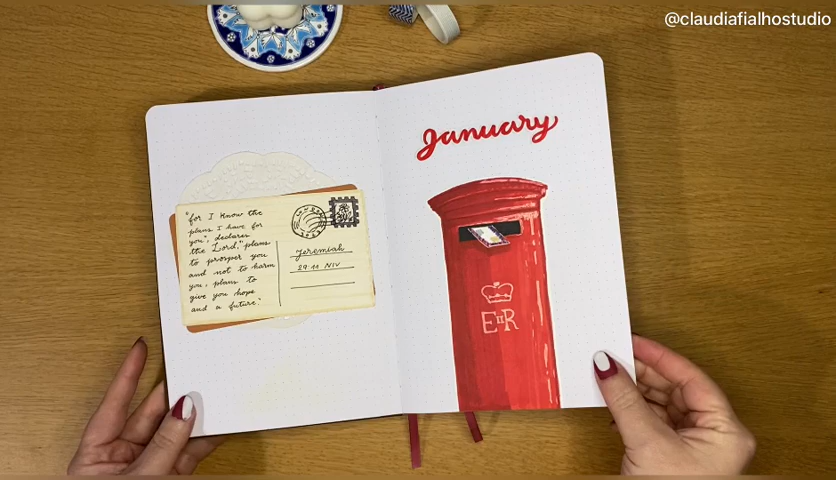 @claudiafialhostudio
January
"for I know the
plans I have for
you", declares
the Lord, "plans
to prosper you
and not to harm
you, plans to
give you hope
and a future."
Jeremiah
29:11 NIV
EIIR